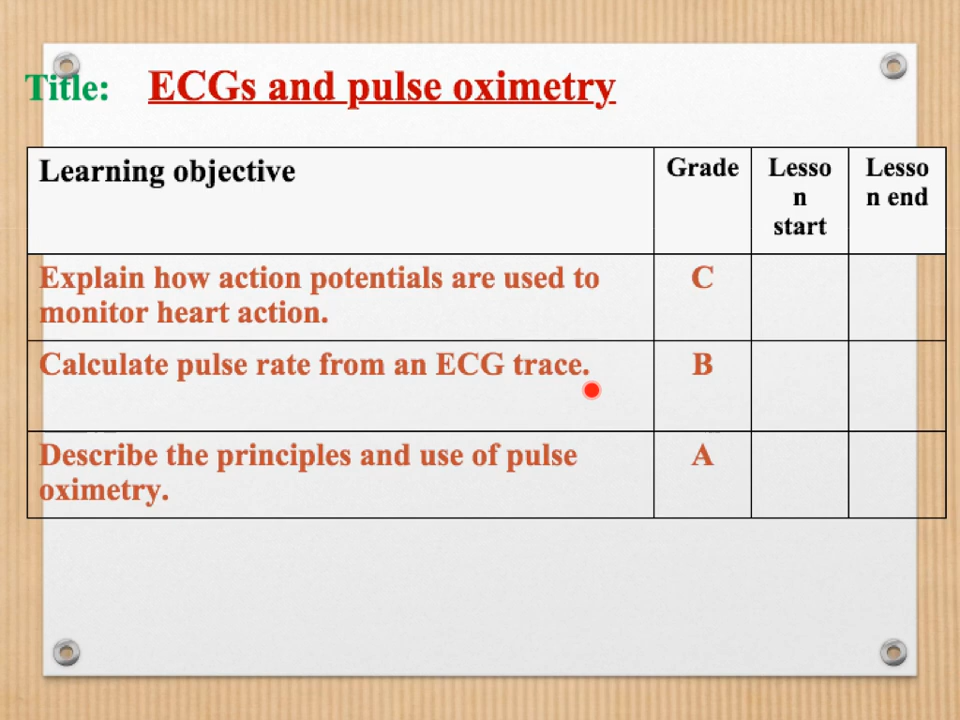 Title: ECGs and pulse oximetry
Learning objective Grade Lesso Lesso
n n end
start
Explain how action potentials are used to C
monitor heart action.
Calculate pulse rate from an ECG trace. B
Describe the principles and use of pulse A
oximetry.